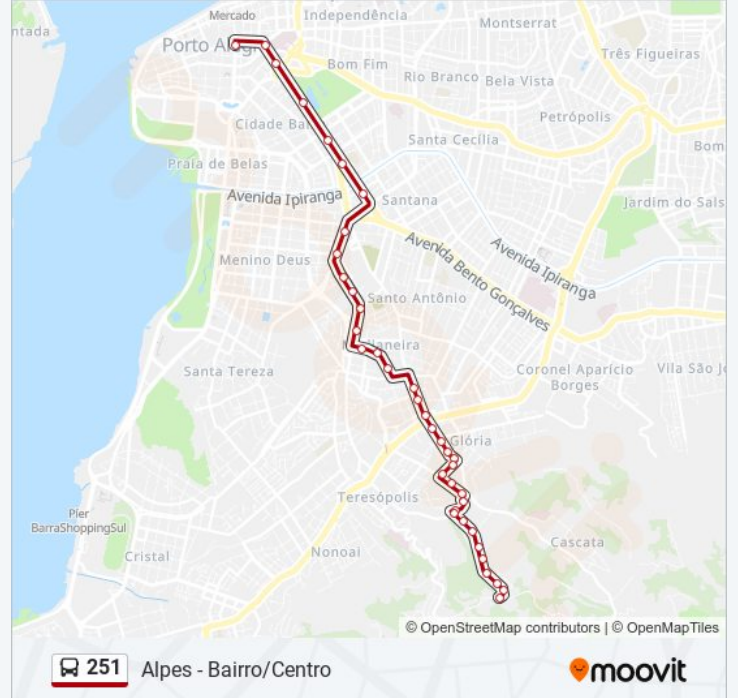 ntada
Mercado
Independência
Montserrat
Porto Aleg
Bom Fim
Três Figueiras
Rio Branco
Bela Vista
Petrópolis
Cidade Bai
Santa Cecília
Bom
Praia de Belas
Avenida Ipiranga
Santana
Jardim do Sals
Menino Deus
Avenida Bento Gonçalves
Avenida Ipiranga
Santo Antônio
ianeira
Santa Tereza
Coronel Aparício
Borges
Vila São Jo
Glória
Teresópolis
Pier
BarraShoppingSul
Cristal
Nonoai
Cascata
© OpenStreetMap contributors | © OpenMapTiles
251 Alpes - Bairro/Centro
moovit